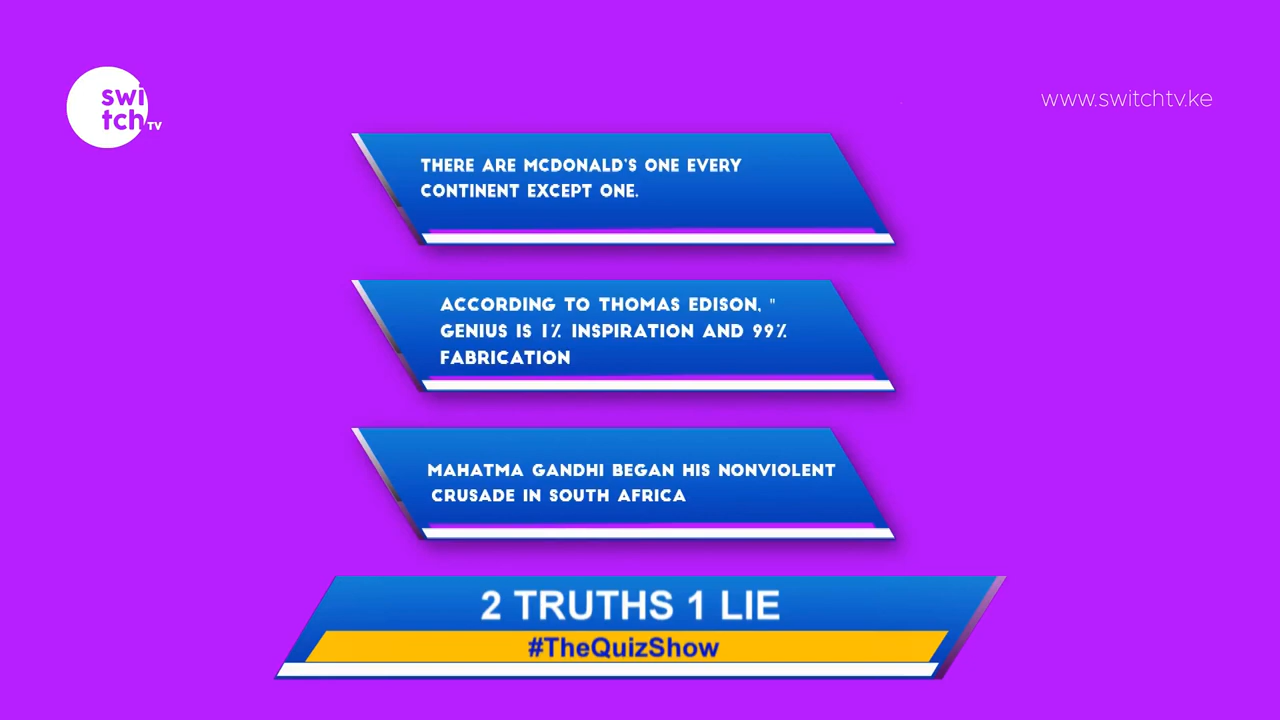 swi
tch TV
www.switchtv.ke
THERE ARE MCDONALD'S ONE EVERY
CONTINENT EXCEPT ONE.
ACCORDING TO THOMAS EDISON, "
GENIUS IS 1% INSPIRATION AND 99%
FABRICATION
MAHATMA GANDHI BEGAN HIS NONVIOLENT
CRUSADE IN SOUTH AFRICA
2 TRUTHS 1 LIE
#TheQuizShow